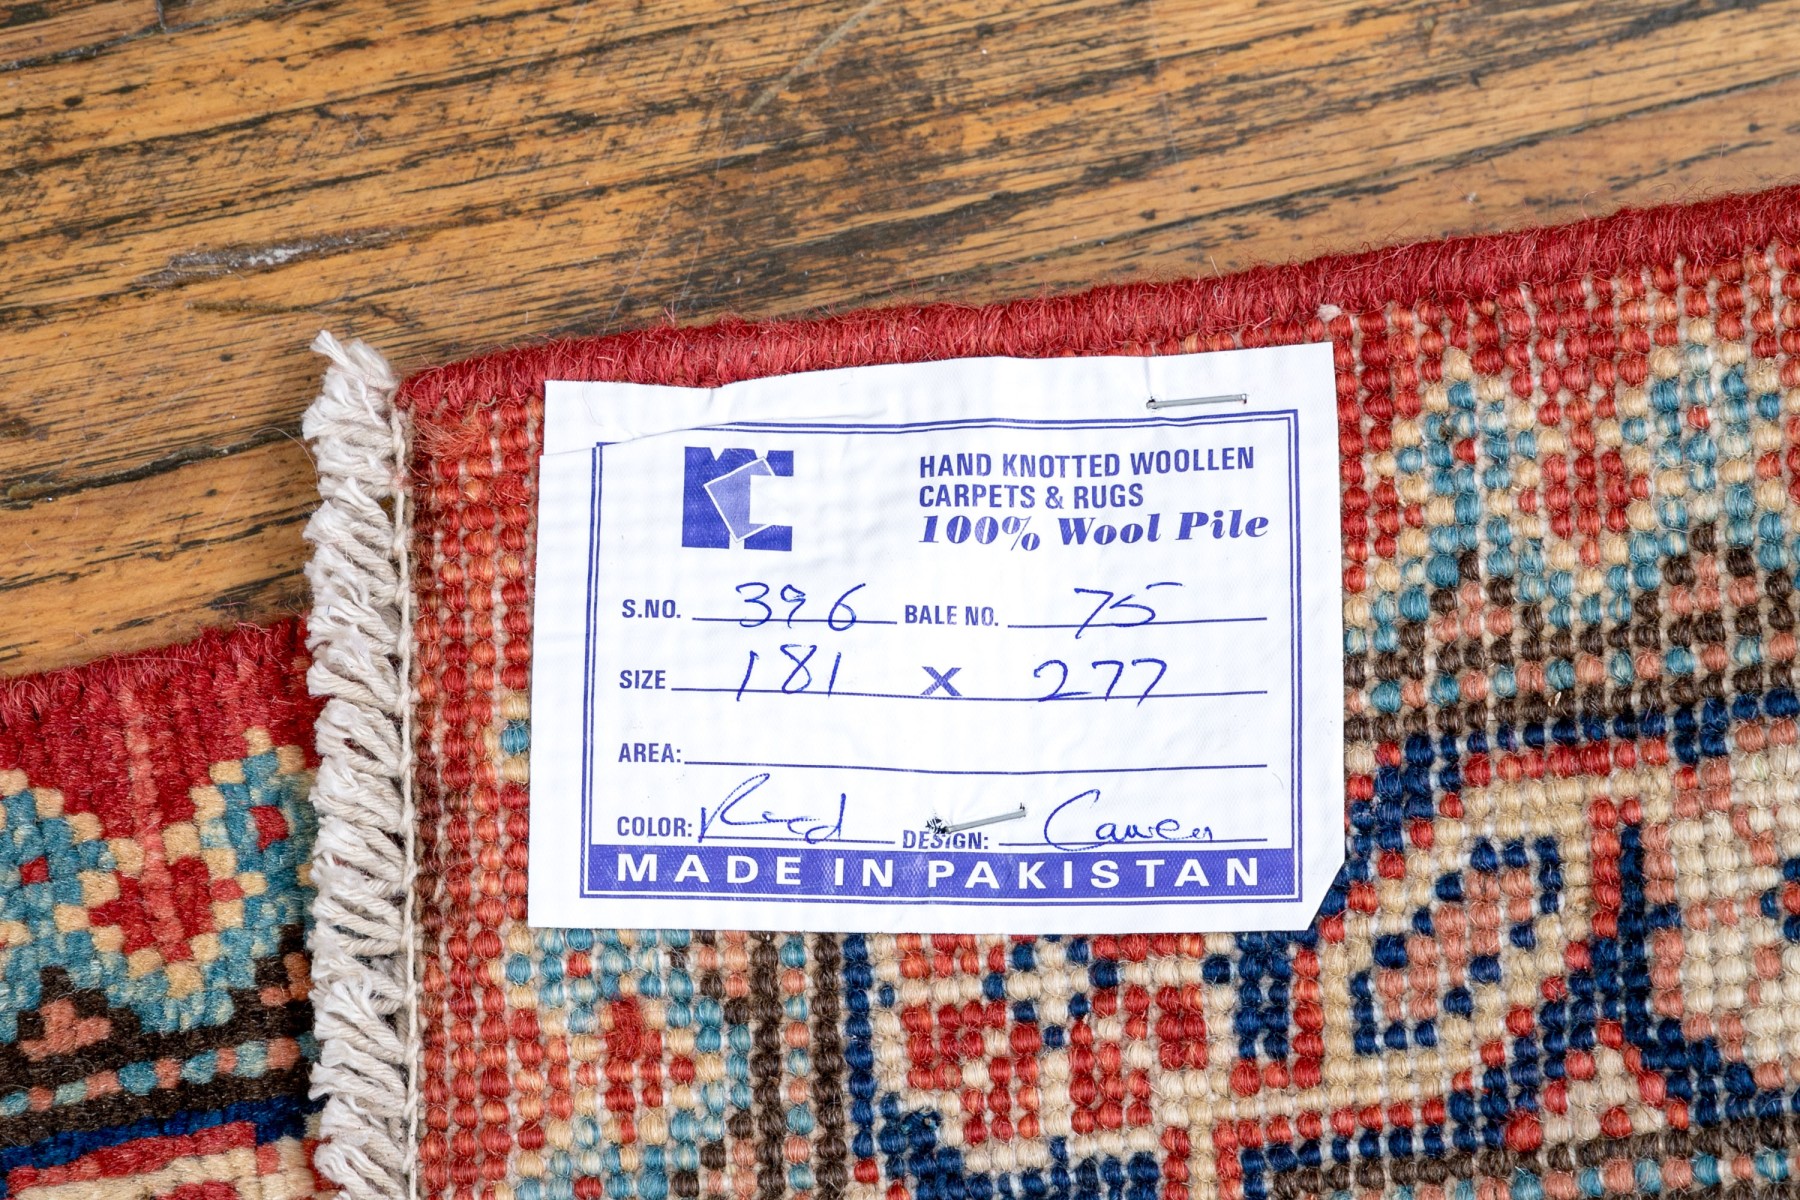 HAND KNOTTED WOOLLEN
CARPETS & RUGS
100% Wool Pile
S.NO. 396 BALE NO. 75
SIZE 181 X 277
AREA:
COLOR: Red DESIGN:
MADE IN PAKISTAN